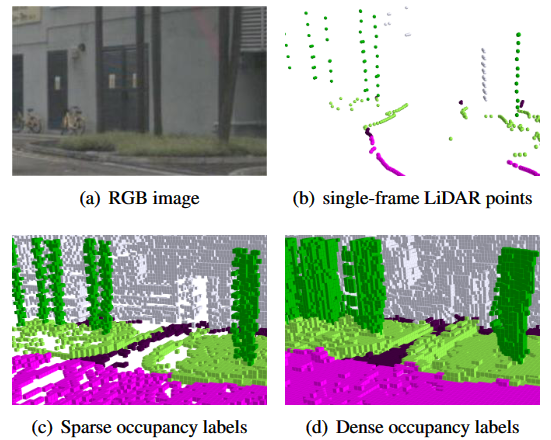 (a) RGB image
(b) single-frame LiDAR points
(c) Sparse occupancy labels
(d) Dense occupancy labels